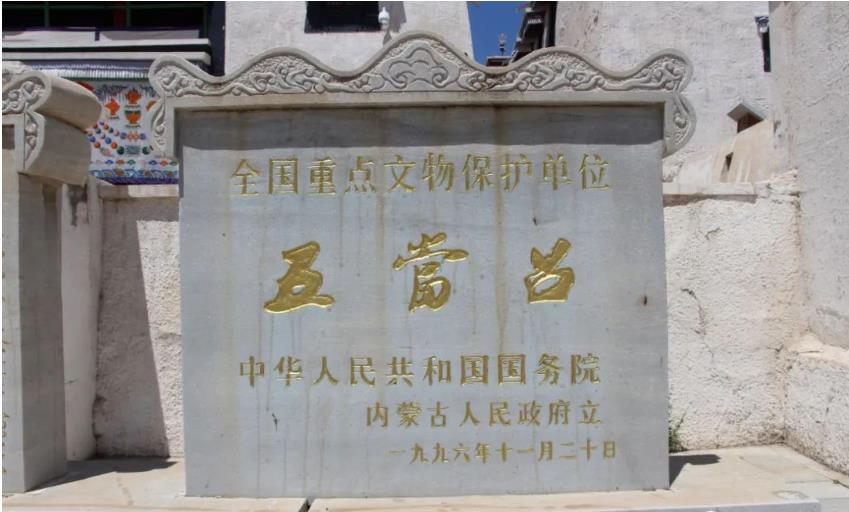 全国重点文物保护单位
五當召
中华人民共和国国务院
内蒙古人民政府立
一九九六年十一月二十日